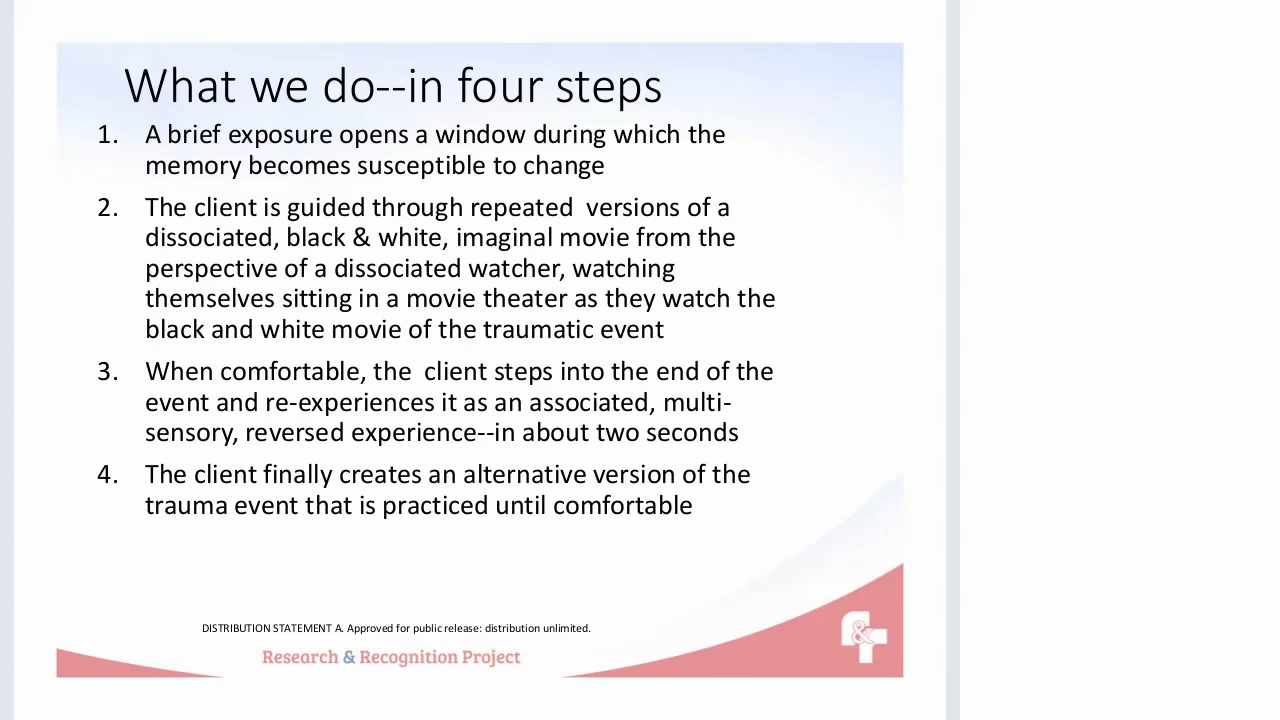 What we do--in four steps
1. A brief exposure opens a window during which the
memory becomes susceptible to change
2. The client is guided through repeated  versions of a
dissociated, black & white, imaginal movie from the
perspective of a dissociated watcher, watching
themselves sitting in a movie theater as they watch the
black and white movie of the traumatic event
3. When comfortable, the  client steps into the end of the
event and re-experiences it as an associated, multi-
sensory, reversed experience--in about two seconds
4. The client finally creates an alternative version of the
trauma event that is practiced until comfortable
DISTRIBUTION STATEMENT A. Approved for public release: distribution unlimited.
Research & Recognition Project
r&r